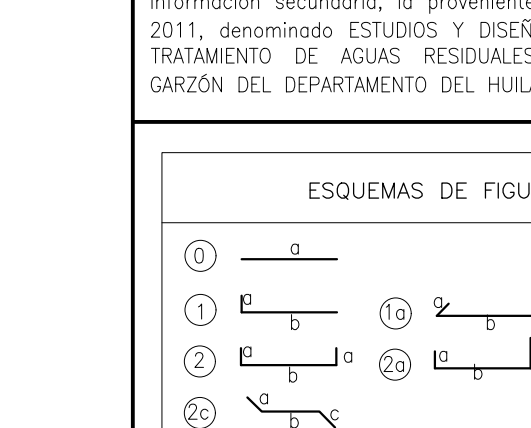 información secundaria, la proveniente
2011, denominado ESTUDIOS Y DISEÑ
TRATAMIENTO DE AGUAS RESIDUALES
GARZÓN DEL DEPARTAMENTO DEL HUILA
ESQUEMAS DE FIGU
0 a
1 a b
1a a b
2 a b a
2a a b
2c a b c